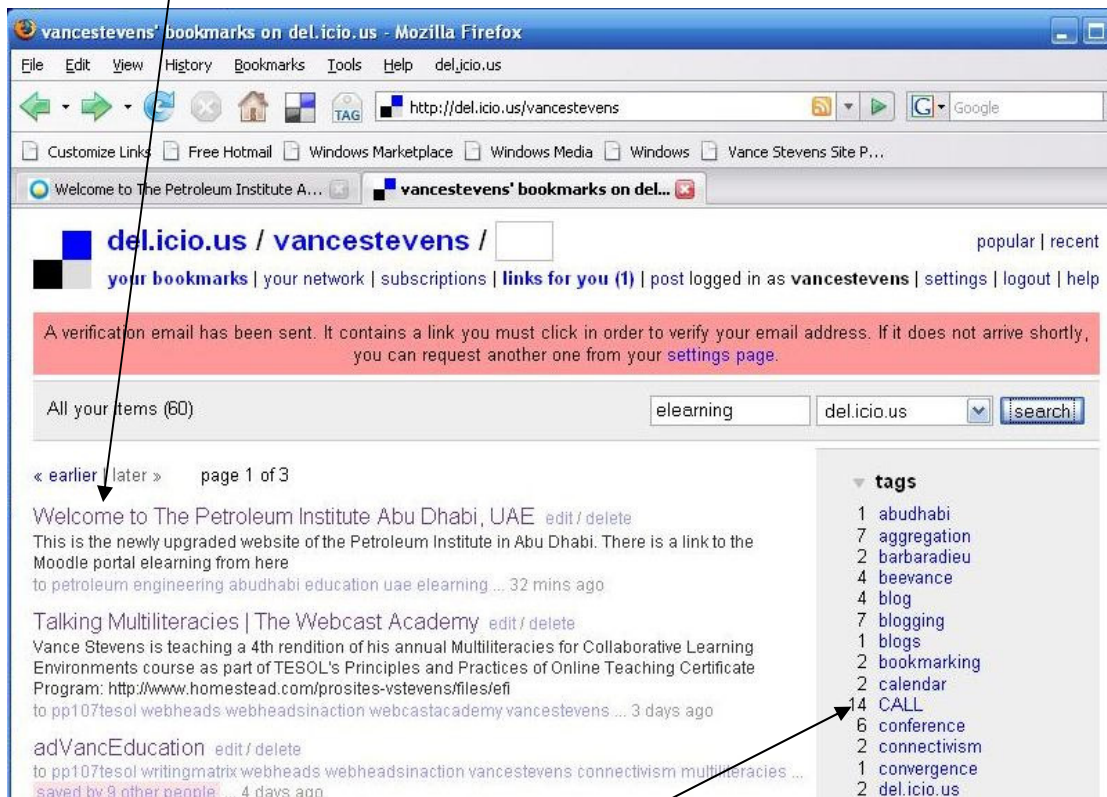 vancestevens' bookmarks on del.icio.us - Mozilla Firefox
File Edit View History Bookmarks Tools Help del.icio.us
TAG http://del.icio.us/vancestevens G Google
Customize Links Free Hotmail Windows Marketplace Windows Media Windows Vance Stevens Site P...
Welcome to The Petroleum Institute A... vancestevens' bookmarks on del...
del.icio.us / vancestevens /
popular | recent
your bookmarks | your network | subscriptions | links for you (1) | post logged in as vancestevens | settings | logout | help
A verification email has been sent. It contains a link you must click in order to verify your email address. If it does not arrive shortly,
you can request another one from your settings page.
All your items (60) elearning del.icio.us search
« earlier | later » page 1 of 3
Welcome to The Petroleum Institute Abu Dhabi, UAE edit / delete
This is the newly upgraded website of the Petroleum Institute in Abu Dhabi. There is a link to the
Moodle portal elearning from here
to petroleum engineering abudhabi education uae elearning ... 32 mins ago
Talking Multiliteracies | The Webcast Academy edit / delete
Vance Stevens is teaching a 4th rendition of his annual Multiliteracies for Collaborative Learning
Environments course as part of TESOL's Principles and Practices of Online Teaching Certificate
Program: http://www.homestead.com/prosites-vstevens/files/efi
to pp107tesol webheads webheadsinaction webcastacademy vancestevens ... 3 days ago
adVancEducation edit / delete
to pp107tesol writingmatrix webheads webheadsinaction vancestevens connectivism multiliteracies ...
saved by 9 other people ... 4 days ago
tags
1 abudhabi
7 aggregation
2 barbaradieu
4 beevance
4 blog
7 blogging
1 blogs
2 bookmarking
2 calendar
14 CALL
6 conference
2 connectivism
1 convergence
2 del.icio.us